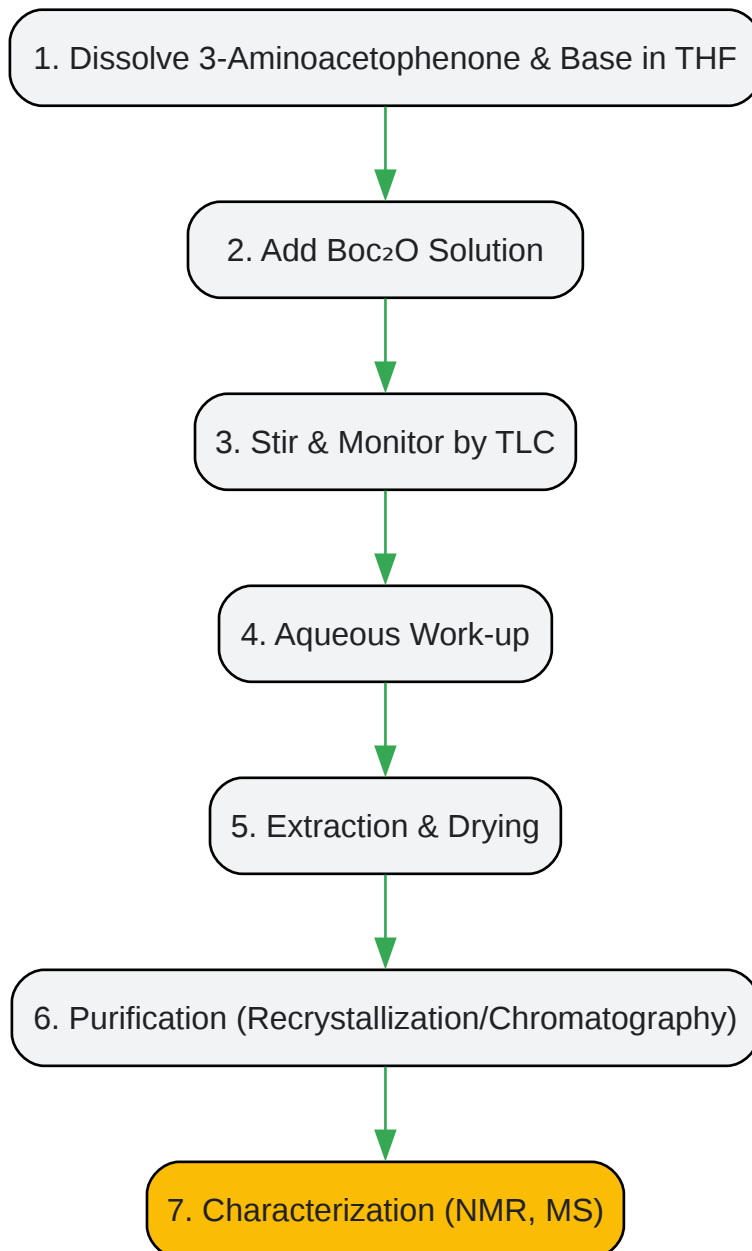 1. Dissolve 3-Aminoacetophenone & Base in THF
2. Add Boc₂O Solution
3. Stir & Monitor by TLC
4. Aqueous Work-up
5. Extraction & Drying
6. Purification (Recrystallization/Chromatography)
7. Characterization (NMR, MS)